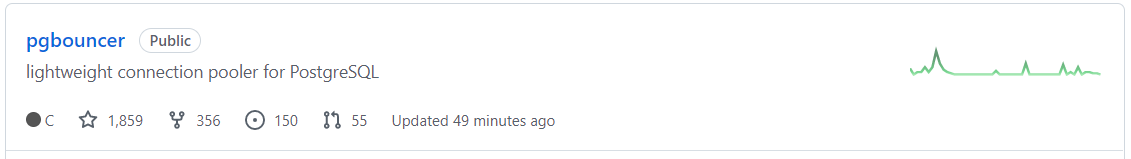 pgbouncer Public
lightweight connection pooler for PostgreSQL
C 1,859 356 150 55 Updated 49 minutes ago